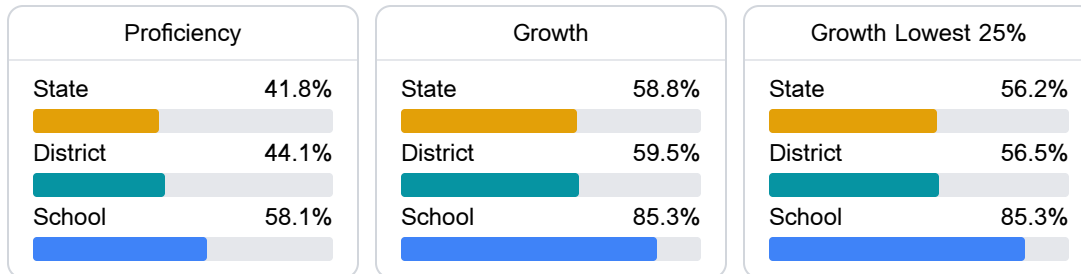 Proficiency
State 41.8%
District 44.1%
School 58.1%
Growth
State 58.8%
District 59.5%
School 85.3%
Growth Lowest 25%
State 56.2%
District 56.5%
School 85.3%